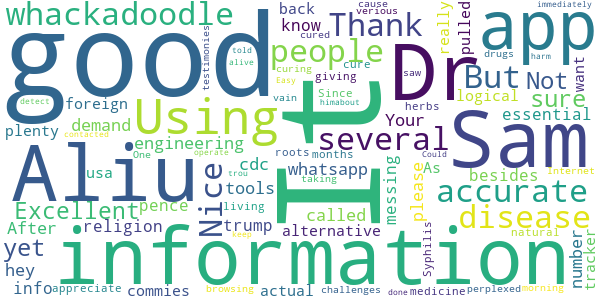 whackadoodle
good
Dr
app
Thank
people
But
Not
sure
want
back
know
cause
verious
immediately
cured
cure
Since
giving
vain
himabout
told
alive
curing
Easy
saw
herbs
really
pulled
drugs
harm
logical
testimonies
foreign
plenty
demand
pence
detect
contacted
One
operate
Using
several
Sam
Your
essential
besides
As
Could
I
t
Aliu
engineering
cdc
usa
tools
roots
months
whatsapp
living
taking
trou
messing
please
accurate
disease
internet
Syphilis
natural
number
tracker
Excellent
After
religion
Nice
trump
called
alternative
yet
hey
info
appreciate
commies
information
keep
browsing
actual
challenges
done
medicine
perplexed
morning